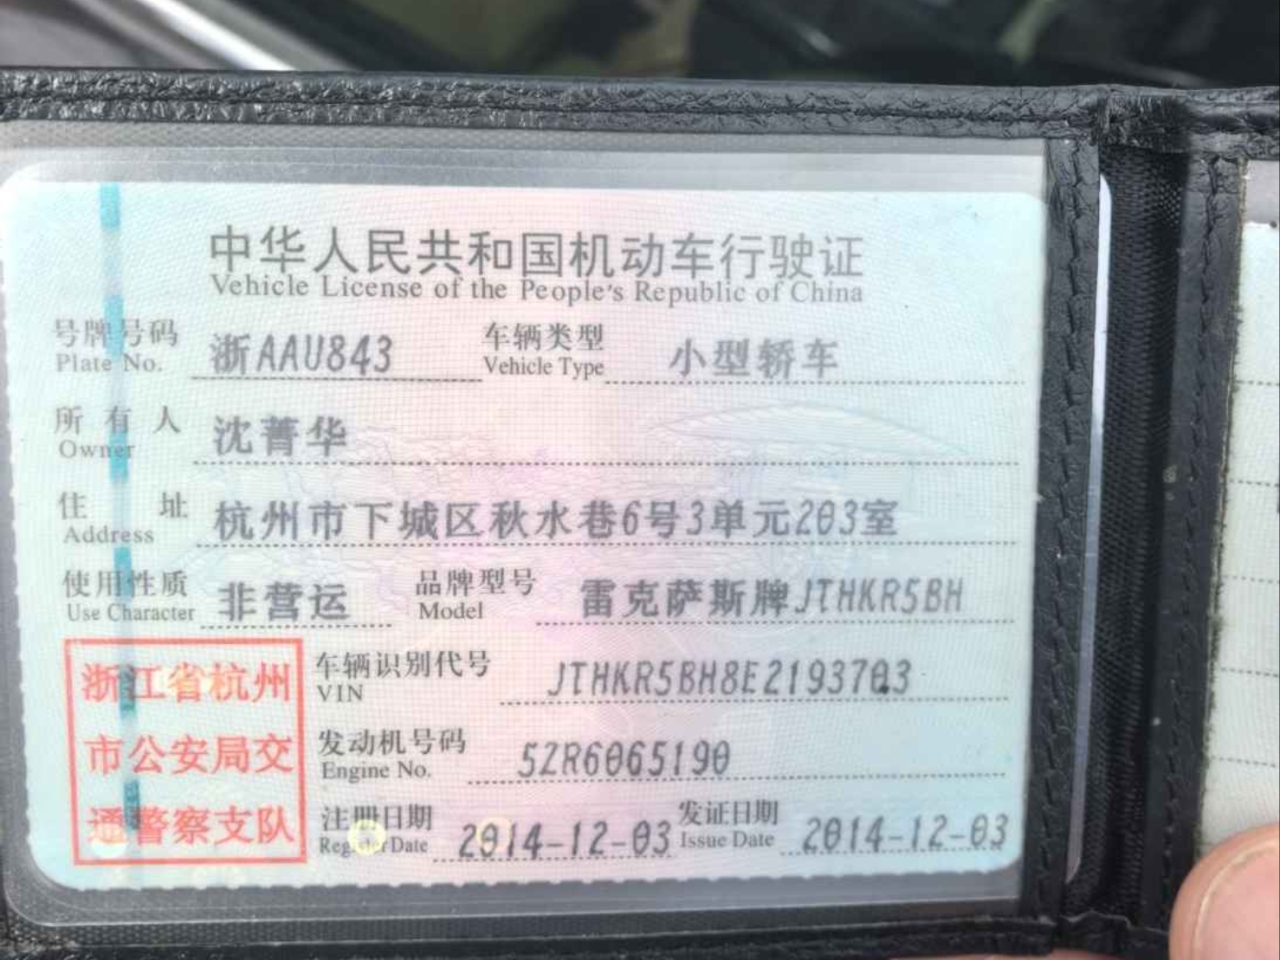 中华人民共和国机动车行驶证
Vehicle License of the People's Republic of China
号牌号码 浙AAU843 车辆类型 小型轿车
Plate No. Vehicle Type
所有人 沈菁华
Owner
住址 杭州市下城区秋水巷6号3单元203室
Address
使用性质 非营运 品牌型号 雷克萨斯牌JTHKR5BH
Use Character Model
车辆识别代号 JTHKR5BH8E2193703
VIN
发动机号码 5ZR6065190
Engine No.
注册日期 2014-12-03 发证日期 2014-12-03
Register Date Issue Date
浙江省杭州
市公安局交
通警察支队